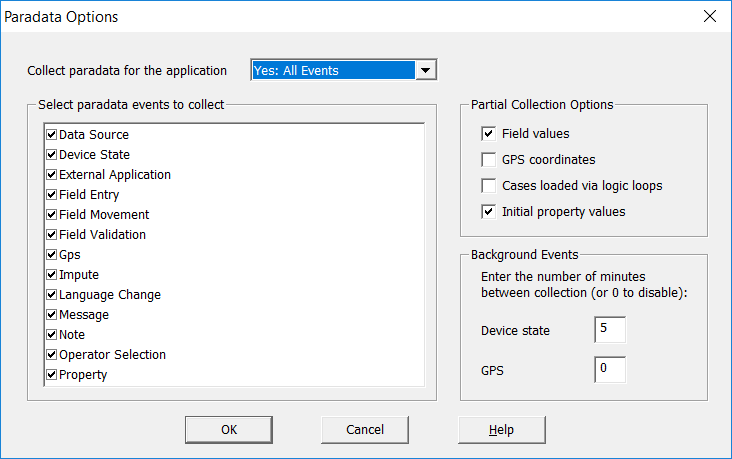 Paradata Options
Collect paradata for the application
Yes: All Events
Select paradata events to collect
Data Source
Device State
External Application
Field Entry
Field Movement
Field Validation
Gps
Impute
Language Change
Message
Note
Operator Selection
Property
Partial Collection Options
Field values
GPS coordinates
Cases loaded via logic loops
Initial property values
Background Events
Enter the number of minutes
between collection (or 0 to disable):
Device state 5
GPS 0
OK Cancel Help